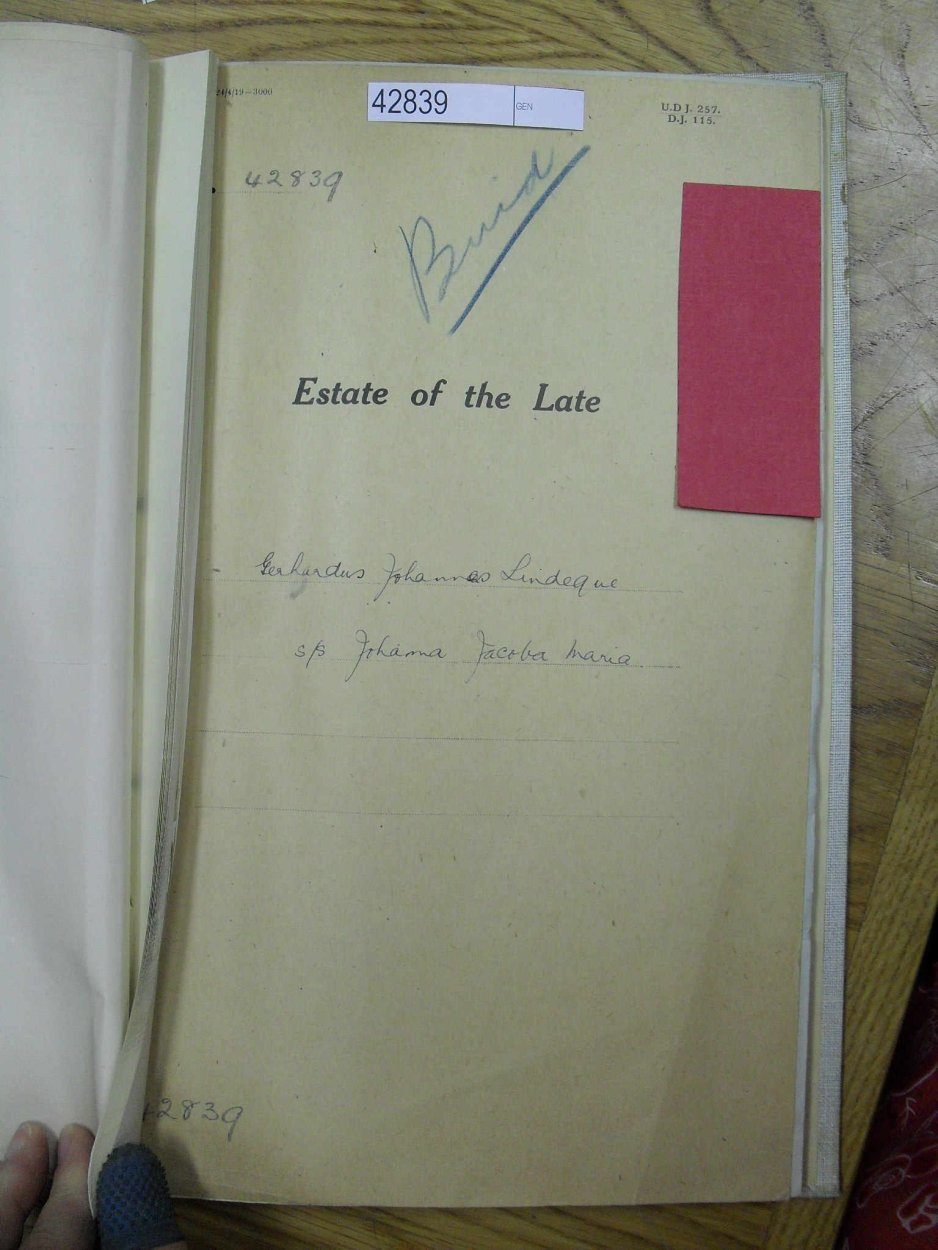 24/4/19—3000
42839 GEN
U.D J. 257.
D.J. 115.
42839
Estate of the Late
Gerhardus Johannes Lindeque
s/s Johanna Jacoba Maria
2839